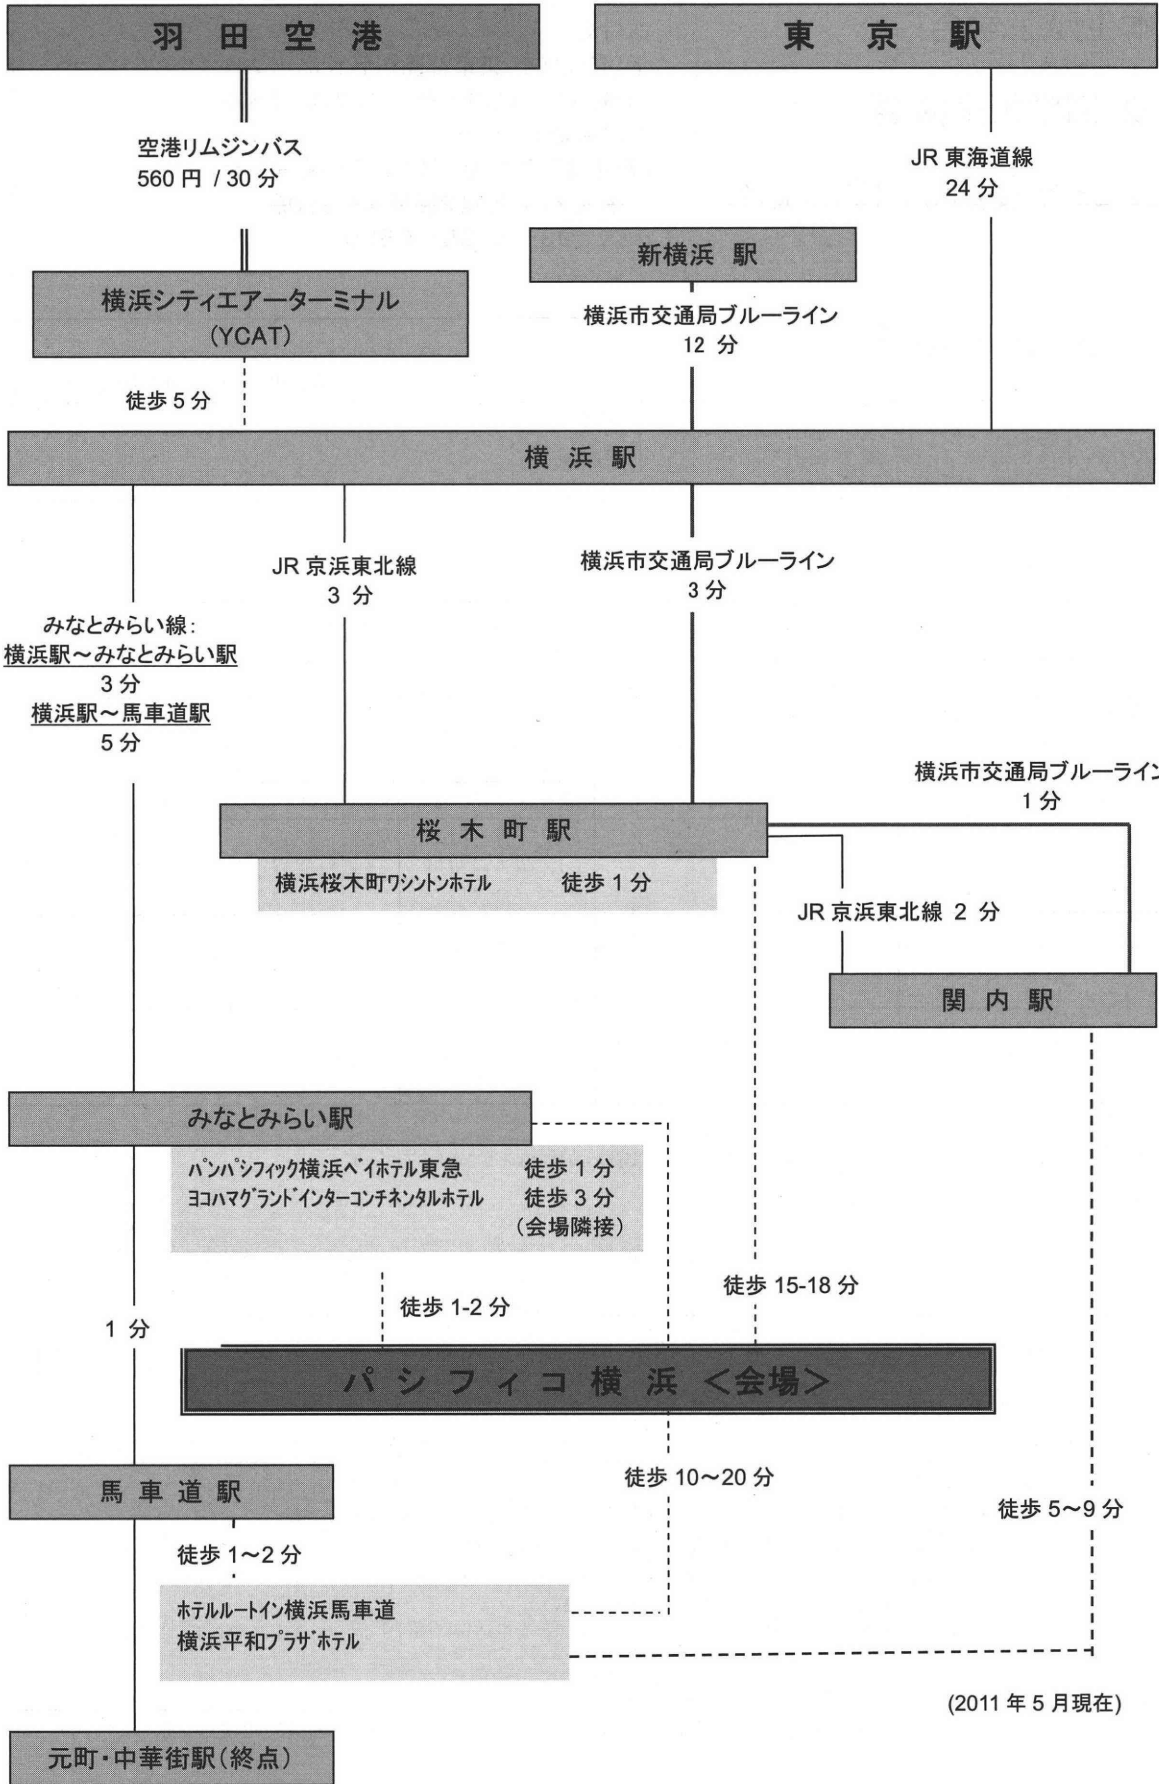 羽 田 空 港
東 京 駅
空港リムジンバス
560 円 / 30 分
JR 東海道線
24 分
新横浜 駅
横浜シティエアーターミナル
(YCAT)
横浜市交通局ブルーライン
12 分
徒歩 5 分
横 浜 駅
JR 京浜東北線
3 分
横浜市交通局ブルーライン
3 分
みなとみらい線:
横浜駅～みなとみらい駅
3 分
横浜駅～馬車道駅
5 分
横浜市交通局ブルーライン
1 分
桜 木 町 駅
横浜桜木町ﾜｼﾝﾄﾝﾎﾃﾙ 徒歩 1 分
JR 京浜東北線 2 分
関 内 駅
みなとみらい駅
ﾊﾟﾝﾊﾟｼﾌｨｯｸ横浜ﾍﾞｲﾎﾃﾙ東急 徒歩 1 分
ﾖｺﾊﾏｸﾞﾗﾝﾄﾞｲﾝﾀｰｺﾝﾁﾈﾝﾀﾙﾎﾃﾙ 徒歩 3 分
（会場隣接）
徒歩 15-18 分
徒歩 1-2 分
1 分
パ シ フ ィ コ 横 浜 ＜会場＞
徒歩 10～20 分
馬 車 道 駅
徒歩 5～9 分
徒歩 1～2 分
ﾎﾃﾙﾙｰﾄｲﾝ横浜馬車道
横浜平和ﾌﾟﾗｻﾞﾎﾃﾙ
(2011 年 5 月現在)
元町・中華街駅（終点）